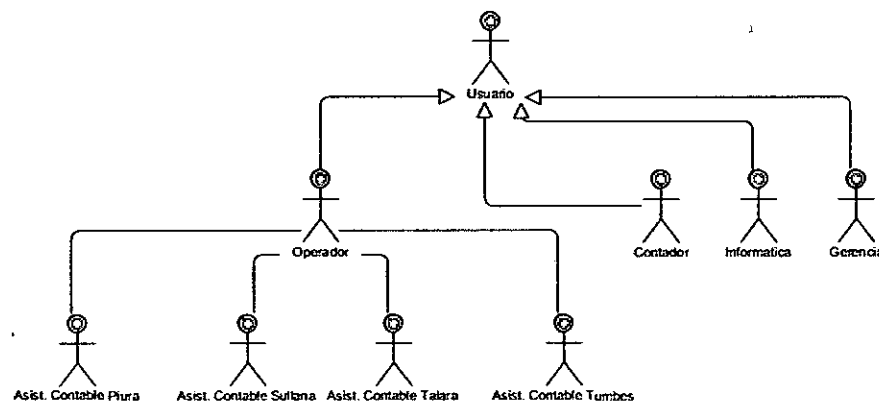 Usuario
Operador
Contador
Informatica
Gerencia
Asist. Contable Piura
Asist. Contable Sullana
Asist. Contable Talara
Asist. Contable Tumbes